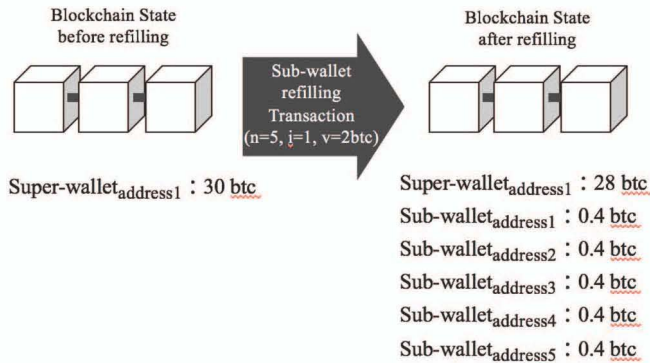 Blockchain State
before refilling
Sub-wallet
refilling
Transaction
(n=5, i=1, v=2btc)
Blockchain State
after refilling
Super-walletaddress1 : 30 btc
Super-walletaddress1 : 28 btc
Sub-walletaddress1 : 0.4 btc
Sub-walletaddress2 : 0.4 btc
Sub-walletaddress3 : 0.4 btc
Sub-walletaddress4 : 0.4 btc
Sub-walletaddress5 : 0.4 btc